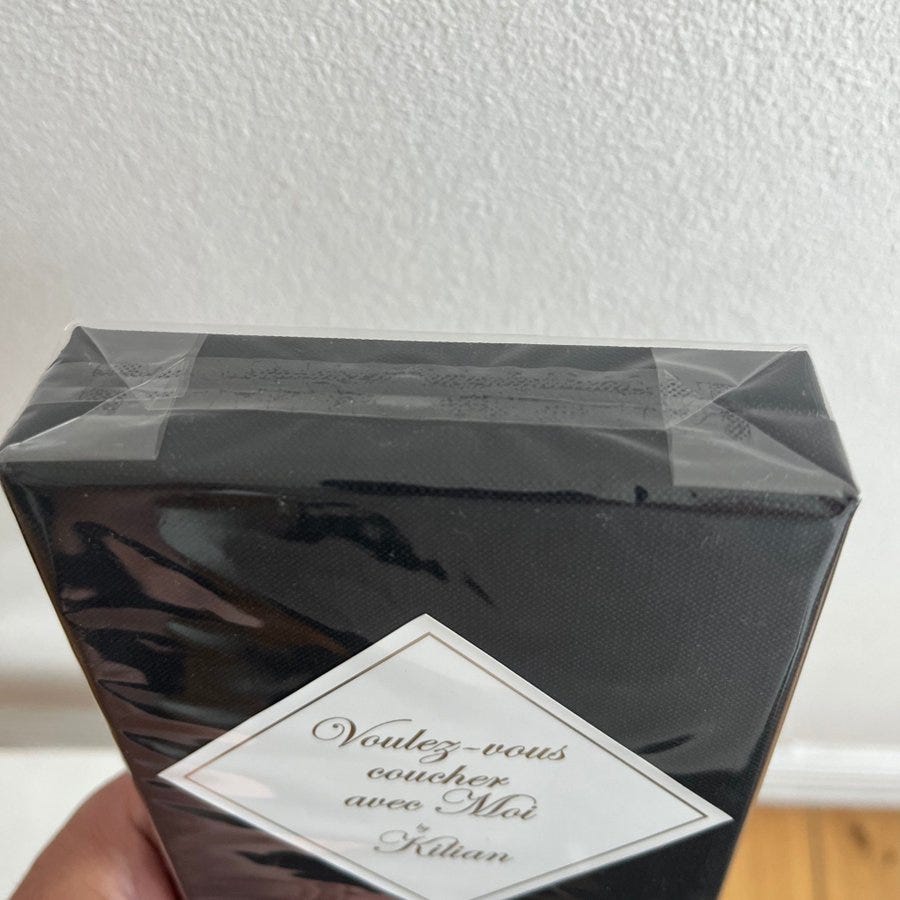 Voulez-vous
coucher
avec Moi
by
Kilian